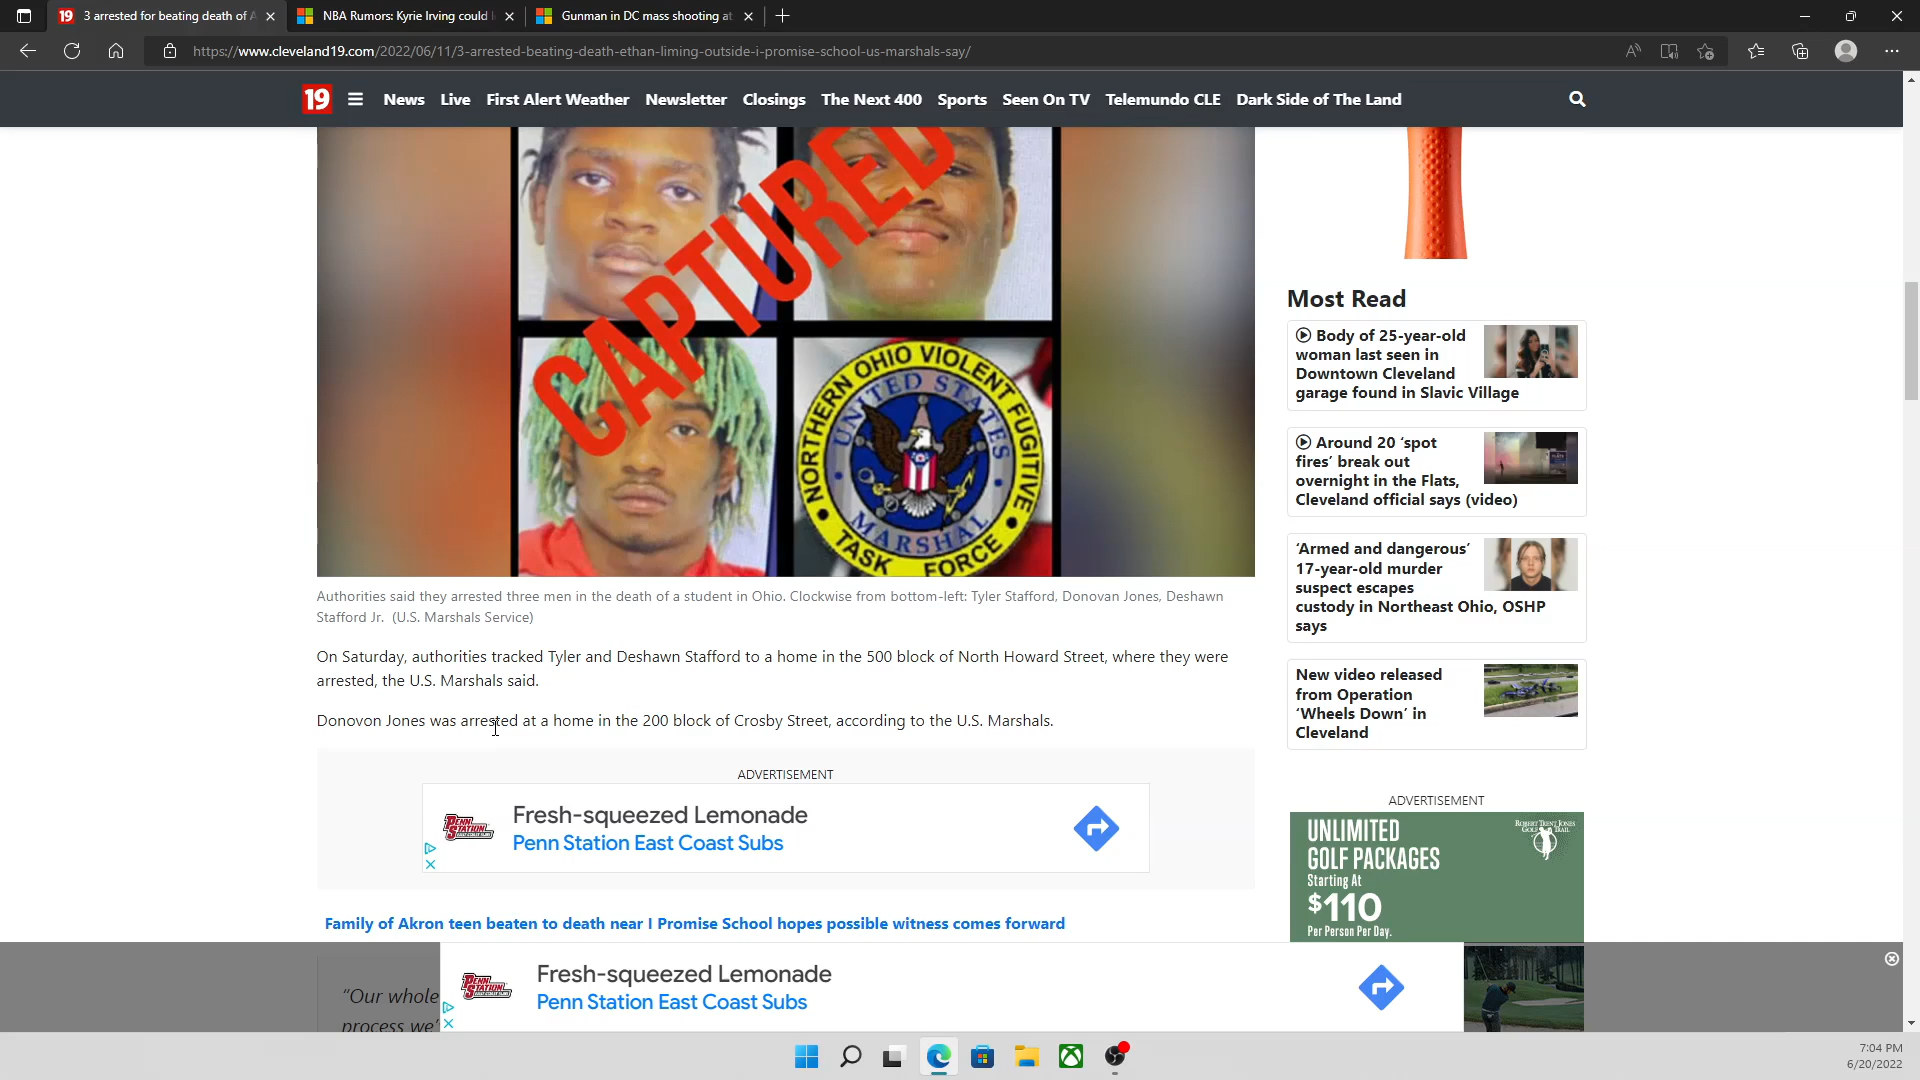 19 3 arrested for beating death of A
NBA Rumors: Kyrie Irving could l
Gunman in DC mass shooting at
https://www.cleveland19.com/2022/06/11/3-arrested-beating-death-ethan-liming-outside-i-promise-school-us-marshals-say/
19 News Live First Alert Weather Newsletter Closings The Next 400 Sports Seen On TV Telemundo CLE Dark Side of The Land
CAPTURED
NORTHERN OHIO VIOLENT FUGITIVE
UNITED STATES
MARSHAL
TASK FORCE
Authorities said they arrested three men in the death of a student in Ohio. Clockwise from bottom-left: Tyler Stafford, Donovan Jones, Deshawn
Stafford Jr. (U.S. Marshals Service)
On Saturday, authorities tracked Tyler and Deshawn Stafford to a home in the 500 block of North Howard Street, where they were
arrested, the U.S. Marshals said.
Donovon Jones was arrested at a home in the 200 block of Crosby Street, according to the U.S. Marshals.
ADVERTISEMENT
PENN STATION
Fresh-squeezed Lemonade
Penn Station East Coast Subs
Family of Akron teen beaten to death near I Promise School hopes possible witness comes forward
“Our whole
process we’
PENN STATION
Fresh-squeezed Lemonade
Penn Station East Coast Subs
Most Read
Body of 25-year-old
woman last seen in
Downtown Cleveland
garage found in Slavic Village
Around 20 ‘spot
fires’ break out
overnight in the Flats,
Cleveland official says (video)
‘Armed and dangerous’
17-year-old murder
suspect escapes
custody in Northeast Ohio, OSHP
says
New video released
from Operation
‘Wheels Down’ in
Cleveland
ADVERTISEMENT
UNLIMITED
GOLF PACKAGES
Starting At
$110
Per Person Per Day.
ROBERT TRENT JONES
GOLF TRAIL
7:04 PM
6/20/2022